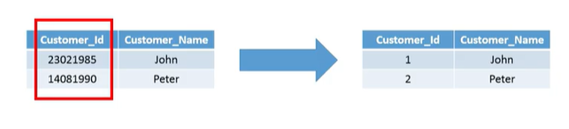 Customer_Id Customer_Name
23021985 John
14081990 Peter
Customer_Id Customer_Name
1 John
2 Peter